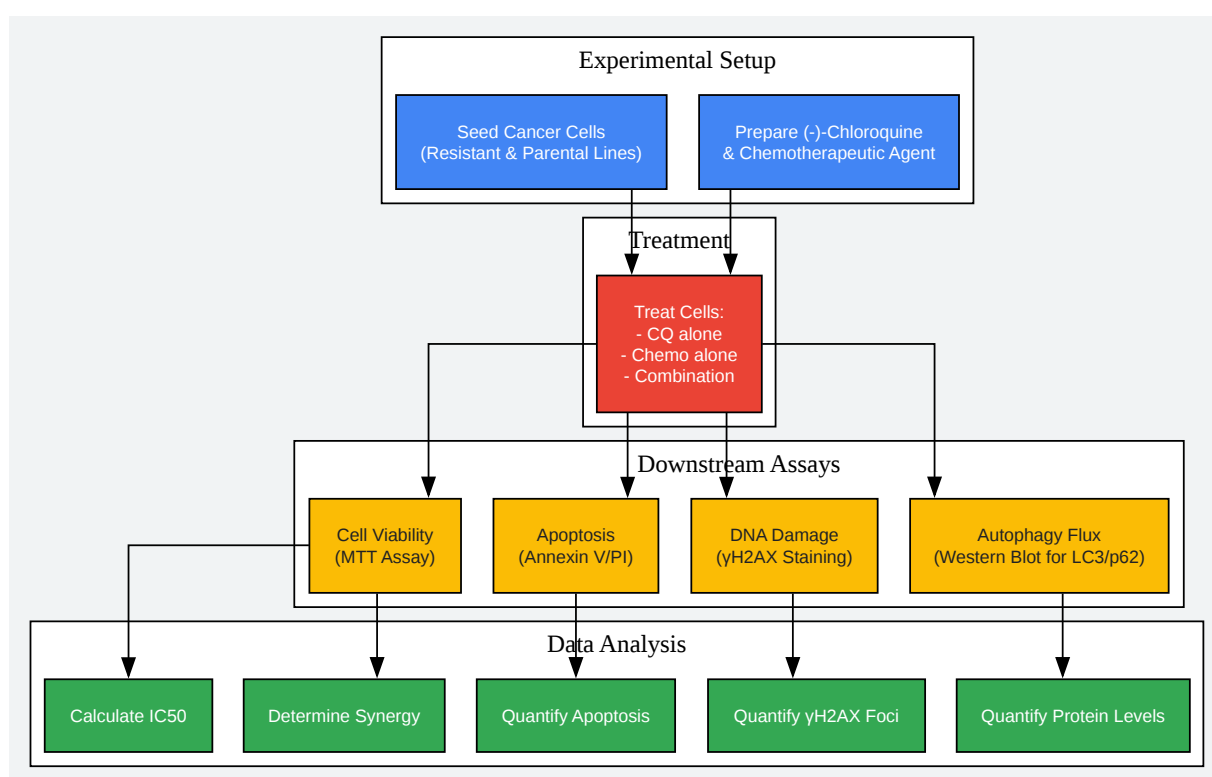 Experimental Setup
Seed Cancer Cells
(Resistant & Parental Lines)
Prepare (-)-Chloroquine
& Chemotherapeutic Agent
Treatment
Treat Cells:
- CQ alone
- Chemo alone
- Combination
Downstream Assays
Cell Viability
(MTT Assay)
Apoptosis
(Annexin V/PI)
DNA Damage
(γH2AX Staining)
Autophagy Flux
(Western Blot for LC3/p62)
Data Analysis
Calculate IC50
Determine Synergy
Quantify Apoptosis
Quantify γH2AX Foci
Quantify Protein Levels